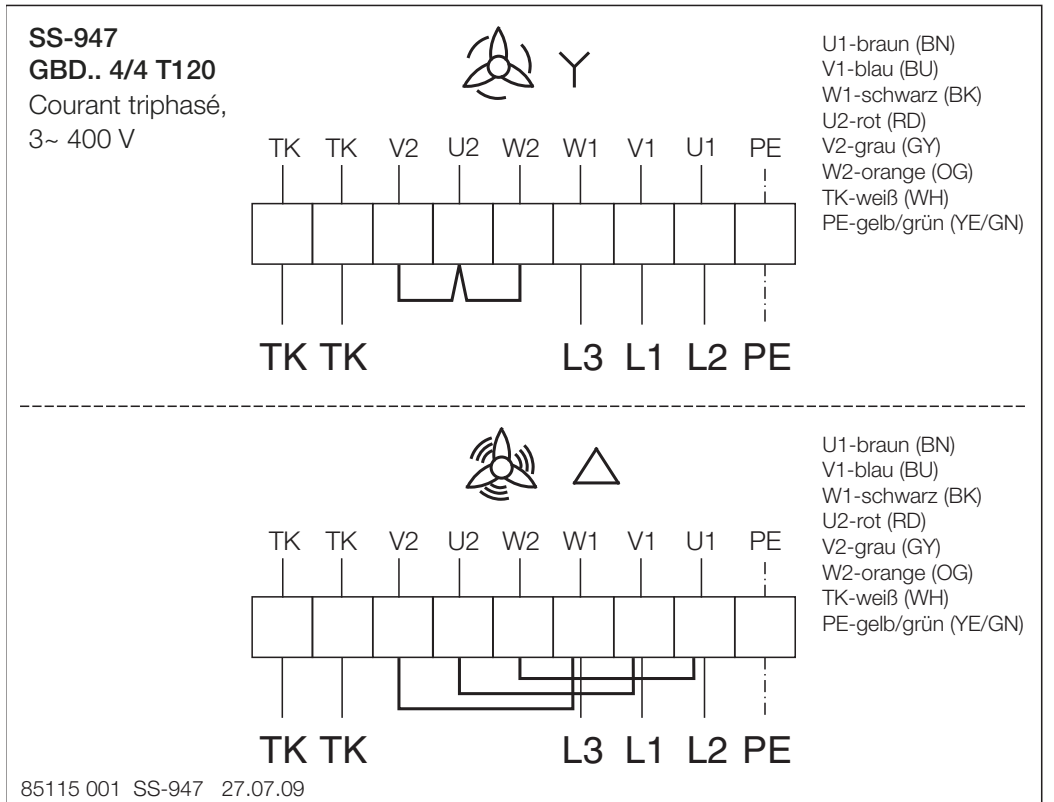 SS-947
GBD.. 4/4 T120
Courant triphasé,
3~ 400 V
U1-braun (BN)
V1-blau (BU)
W1-schwarz (BK)
U2-rot (RD)
V2-grau (GY)
W2-orange (OG)
TK-weiß (WH)
PE-gelb/grün (YE/GN)
TK TK V2 U2 W2 W1 V1 U1 PE
TK TK L3 L1 L2 PE
U1-braun (BN)
V1-blau (BU)
W1-schwarz (BK)
U2-rot (RD)
V2-grau (GY)
W2-orange (OG)
TK-weiß (WH)
PE-gelb/grün (YE/GN)
TK TK V2 U2 W2 W1 V1 U1 PE
TK TK L3 L1 L2 PE
85115 001 SS-947 27.07.09